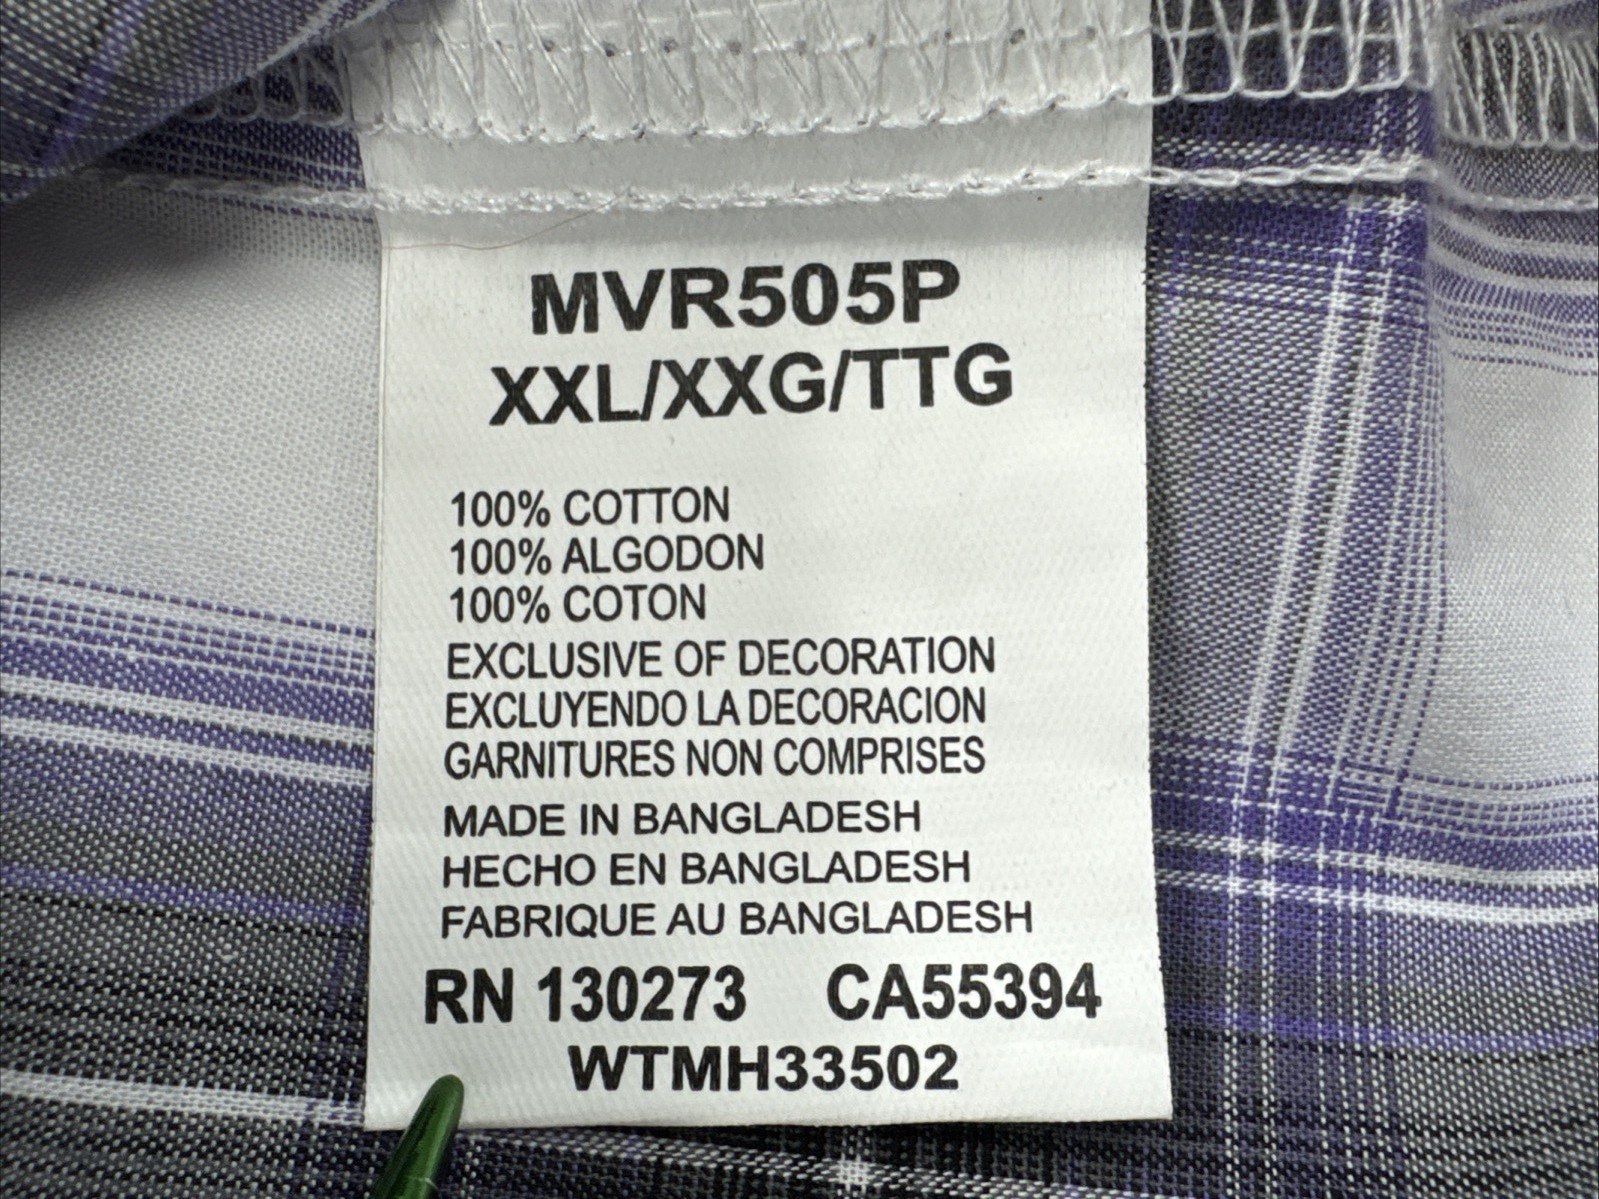 MVR505P
XXL/XXG/TTG
100% COTTON
100% ALGODON
100% COTON
EXCLUSIVE OF DECORATION
EXCLUYENDO LA DECORACION
GARNITURES NON COMPRISES
MADE IN BANGLADESH
HECHO EN BANGLADESH
FABRIQUE AU BANGLADESH
RN 130273 CA55394
WTMH33502